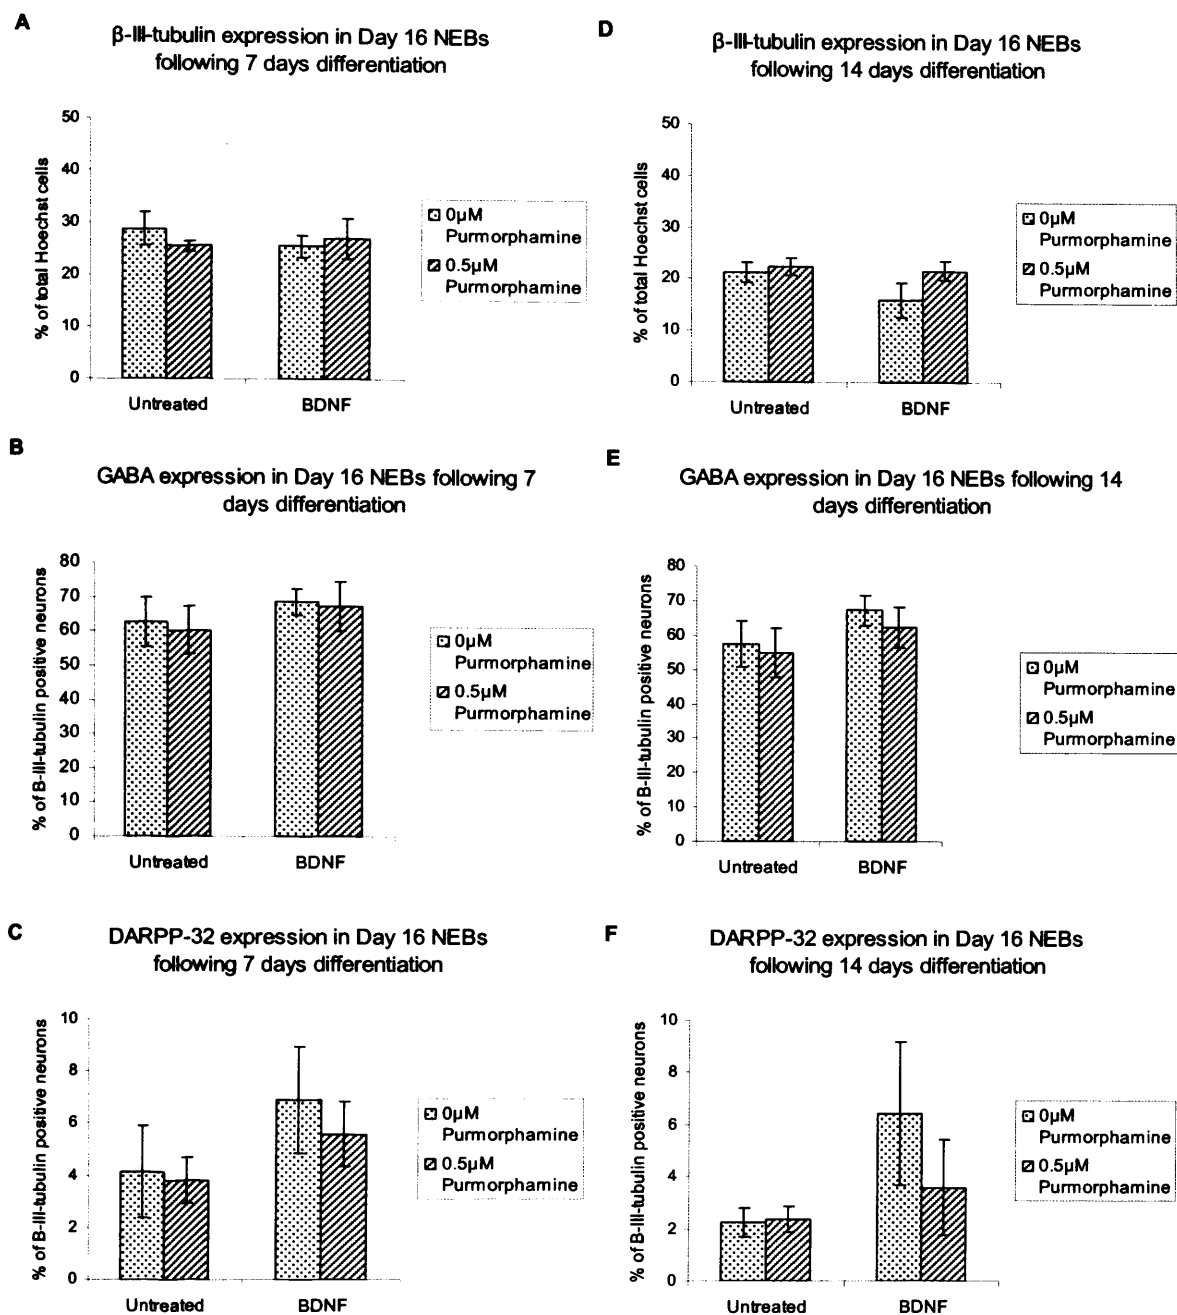 A
β-III-tubulin expression in Day 16 NEBs
following 7 days differentiation
% of total Hoechst cells
50
40
30
20
10
0
Untreated
BDNF
0µM
Purmorphamine
0.5µM
Purmorphamine
D
β-III-tubulin expression in Day 16 NEBs
following 14 days differentiation
% of total Hoechst cells
50
40
30
20
10
0
Untreated
BDNF
0µM
Purmorphamine
0.5µM
Purmorphamine
B
GABA expression in Day 16 NEBs following 7
days differentiation
% of B-III-tubulin positive neurons
80
70
60
50
40
30
20
10
0
Untreated
BDNF
0µM
Purmorphamine
0.5µM
Purmorphamine
E
GABA expression in Day 16 NEBs following 14
days differentiation
% of B-III-tubulin positive neurons
80
70
60
50
40
30
20
10
0
Untreated
BDNF
0µM
Purmorphamine
0.5µM
Purmorphamine
C
DARPP-32 expression in Day 16 NEBs
following 7 days differentiation
% of B-III-tubulin positive neurons
10
8
6
4
2
0
Untreated
BDNF
0µM
Purmorphamine
0.5µM
Purmorphamine
F
DARPP-32 expression in Day 16 NEBs
following 14 days differentiation
% of B-III-tubulin positive neurons
10
8
6
4
2
0
Untreated
BDNF
0µM
Purmorphamine
0.5µM
Purmorphamine